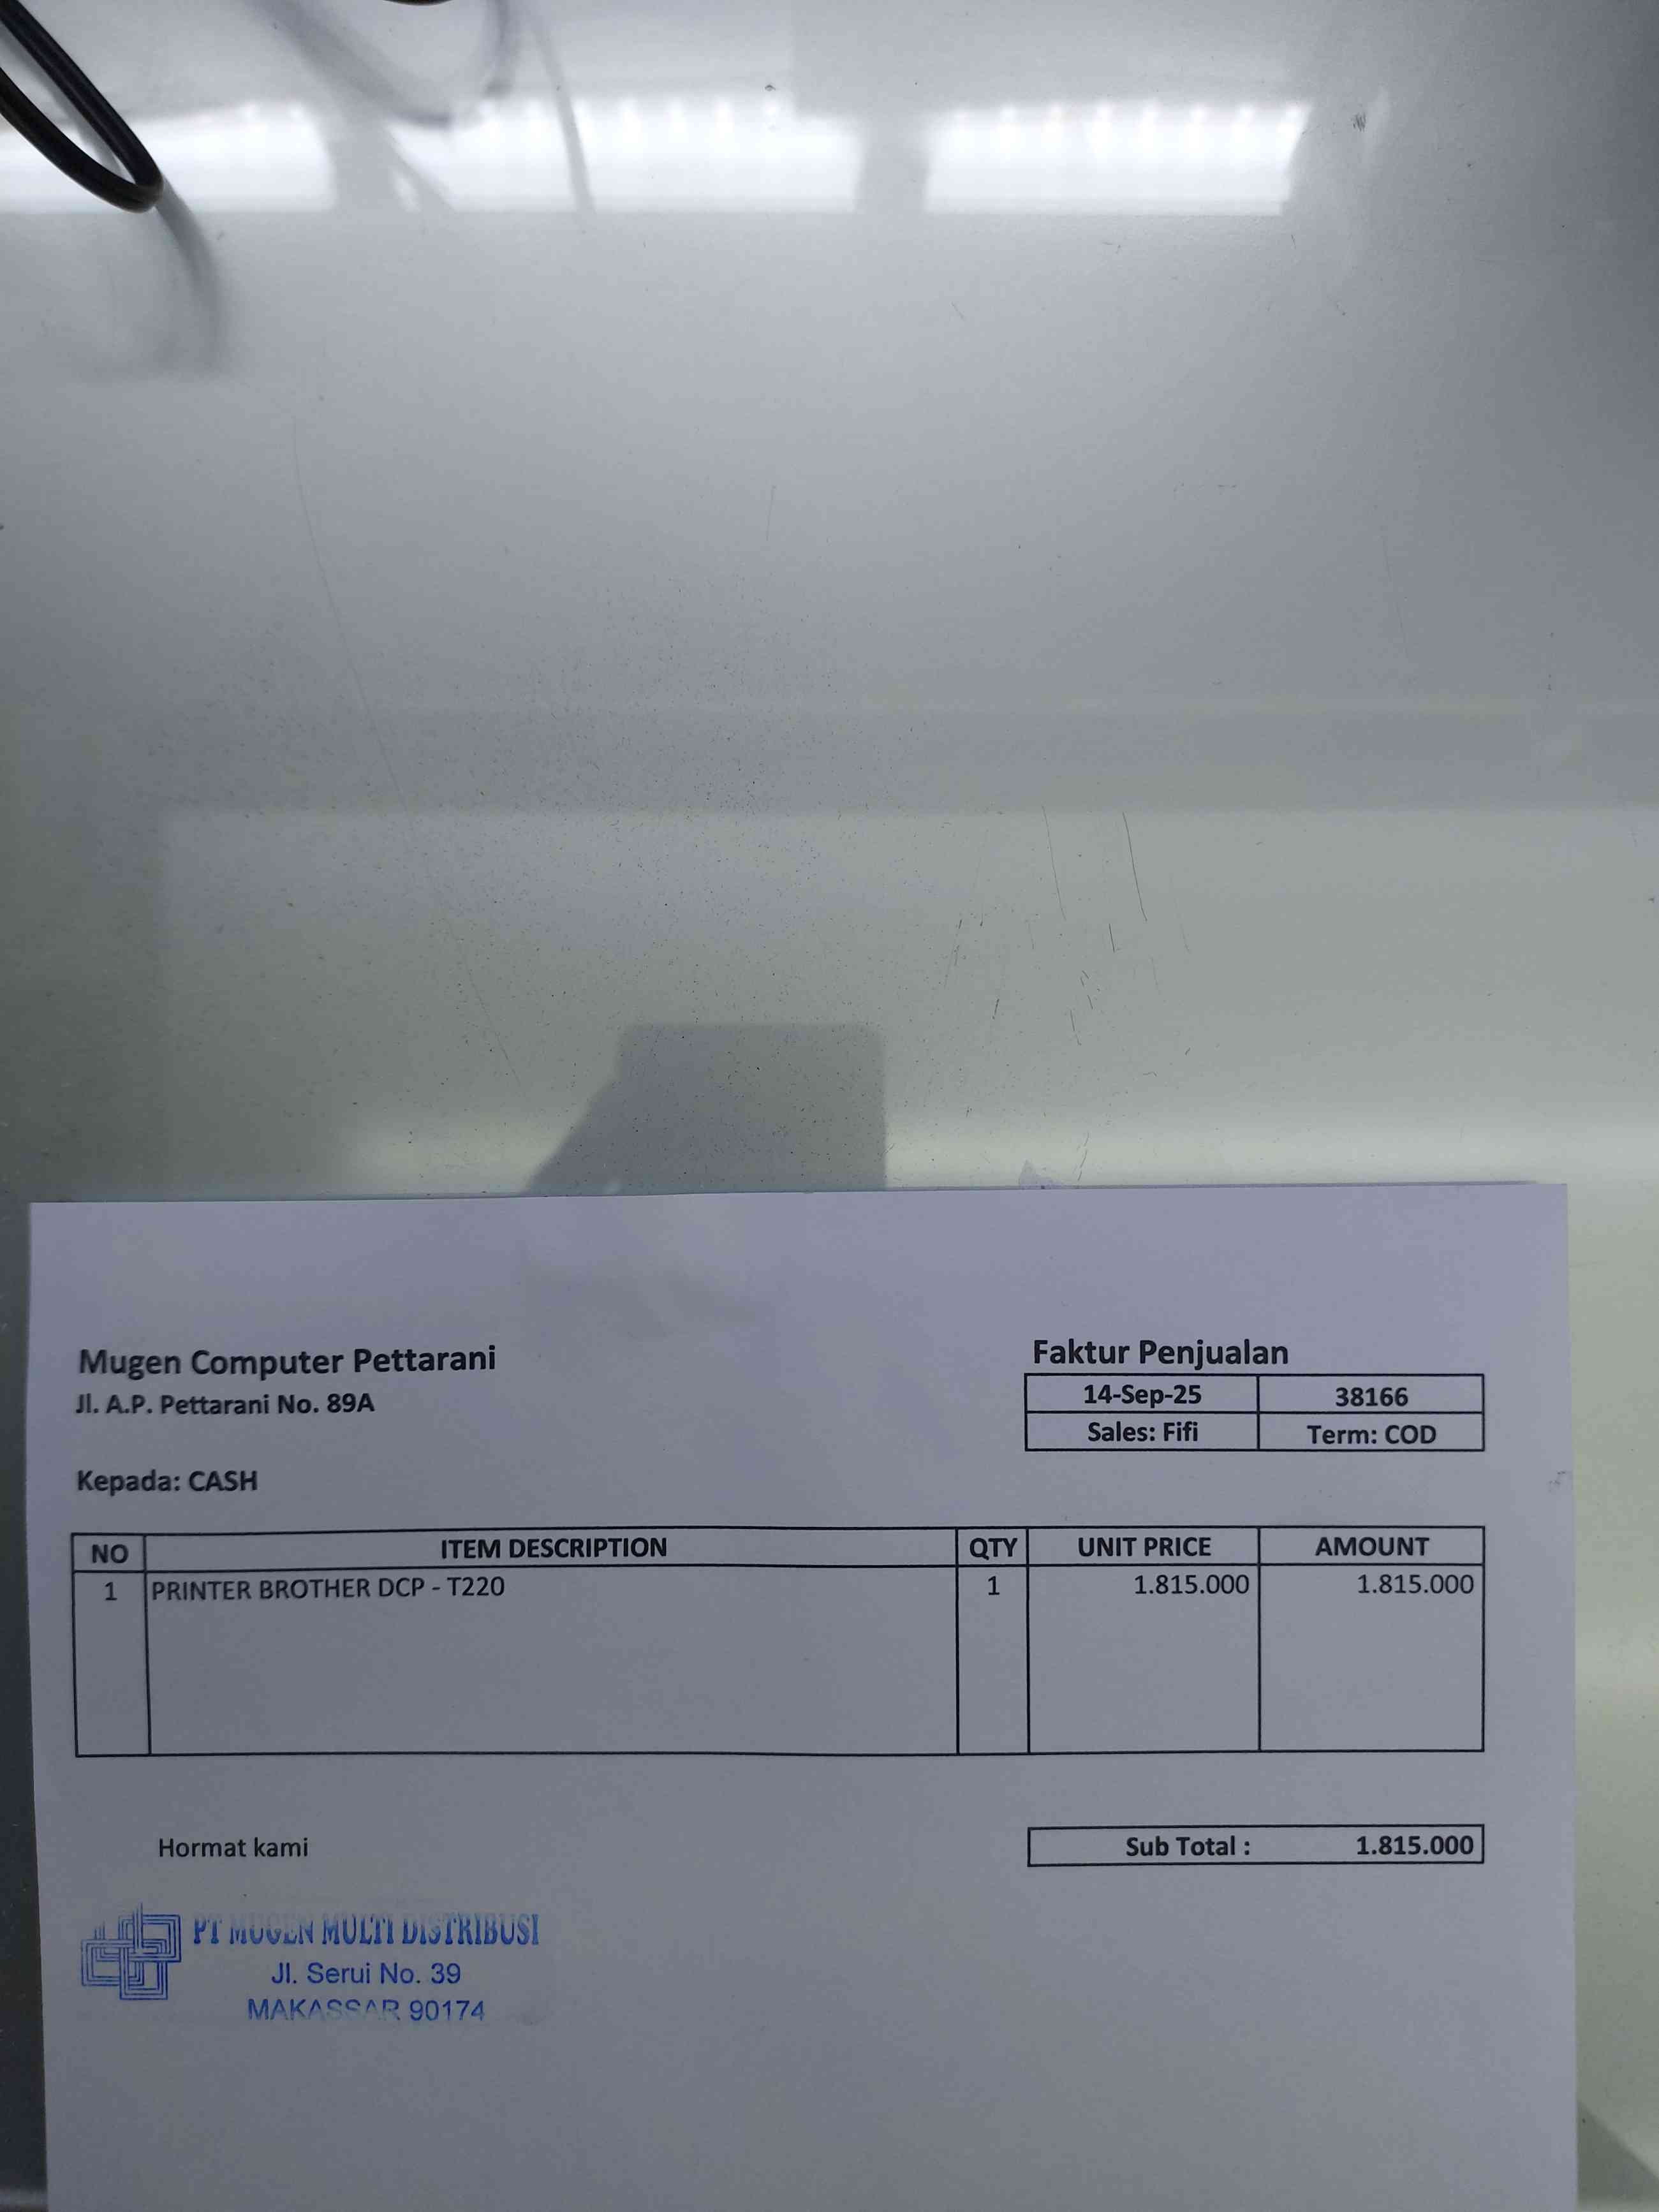 Mugen Computer Pettarani
Jl. A.P. Pettarani No. 89A
Faktur Penjualan
14-Sep-25 38166
Sales: Fifi Term: COD
Kepada: CASH
NO ITEM DESCRIPTION QTY UNIT PRICE AMOUNT
1 PRINTER BROTHER DCP - T220 1 1.815.000 1.815.000
Hormat kami
Sub Total : 1.815.000
PT MUGEN MULTI DISTRIBUSI
Jl. Serui No. 39
MAKASSAR 90174